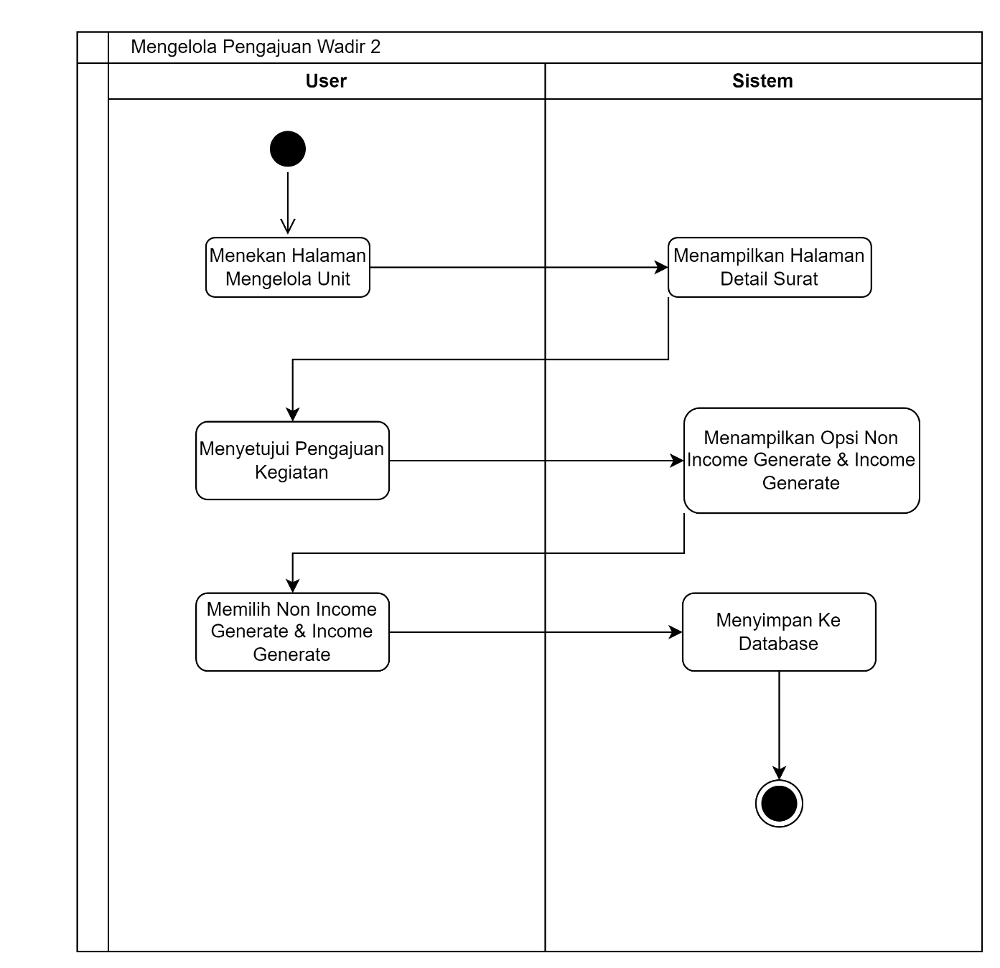 Mengelola Pengajuan Wadir 2
User
Sistem
Menekan Halaman
Mengelola Unit
Menampilkan Halaman
Detail Surat
Menyetujui Pengajuan
Kegiatan
Menampilkan Opsi Non
Income Generate & Income
Generate
Memilih Non Income
Generate & Income
Generate
Menyimpan Ke
Database